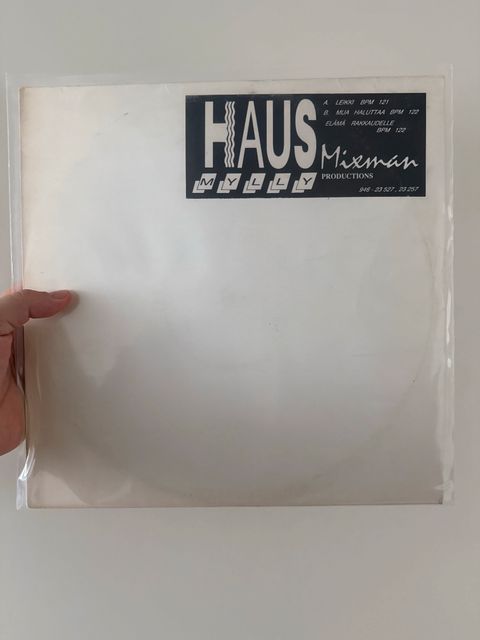 HAUS
MYLLY
A. LEIKKI BPM 121
B. MUA HALUTTAA BPM 122
ELÄMÄ RAKKAUDELLE
BPM 122
Mixman
PRODUCTIONS
946 - 23 527 , 23 257